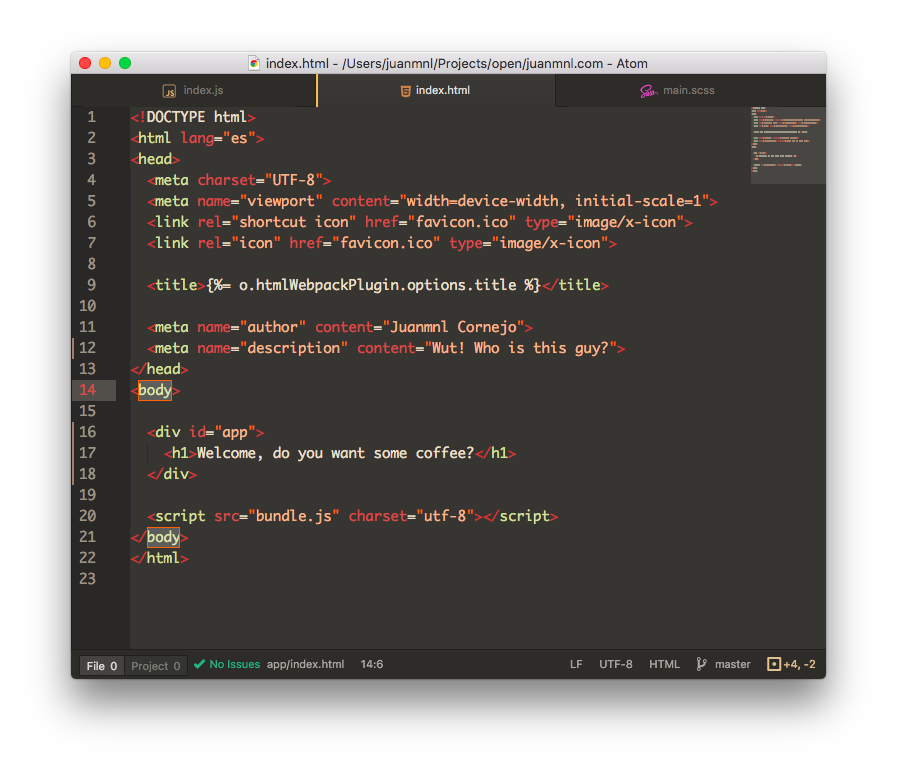 index.html - /Users/juanmnl/Projects/open/juanmnl.com - Atom
JS index.js index.html Sass main.scss
1 <!DOCTYPE html>
2 <html lang="es">
3 <head>
4 <meta charset="UTF-8">
5 <meta name="viewport" content="width=device-width, initial-scale=1">
6 <link rel="shortcut icon" href="favicon.ico" type="image/x-icon">
7 <link rel="icon" href="favicon.ico" type="image/x-icon">
8
9 <title>{%= o.htmlWebpackPlugin.options.title %}</title>
10
11 <meta name="author" content="Juanmnl Cornejo">
12 <meta name="description" content="Wut! Who is this guy?">
13 </head>
14 <body>
15
16 <div id="app">
17 <h1>Welcome, do you want some coffee?</h1>
18 </div>
19
20 <script src="bundle.js" charset="utf-8"></script>
21 </body>
22 </html>
23
File 0 Project 0 No Issues app/index.html 14:6 LF UTF-8 HTML master +4, -2